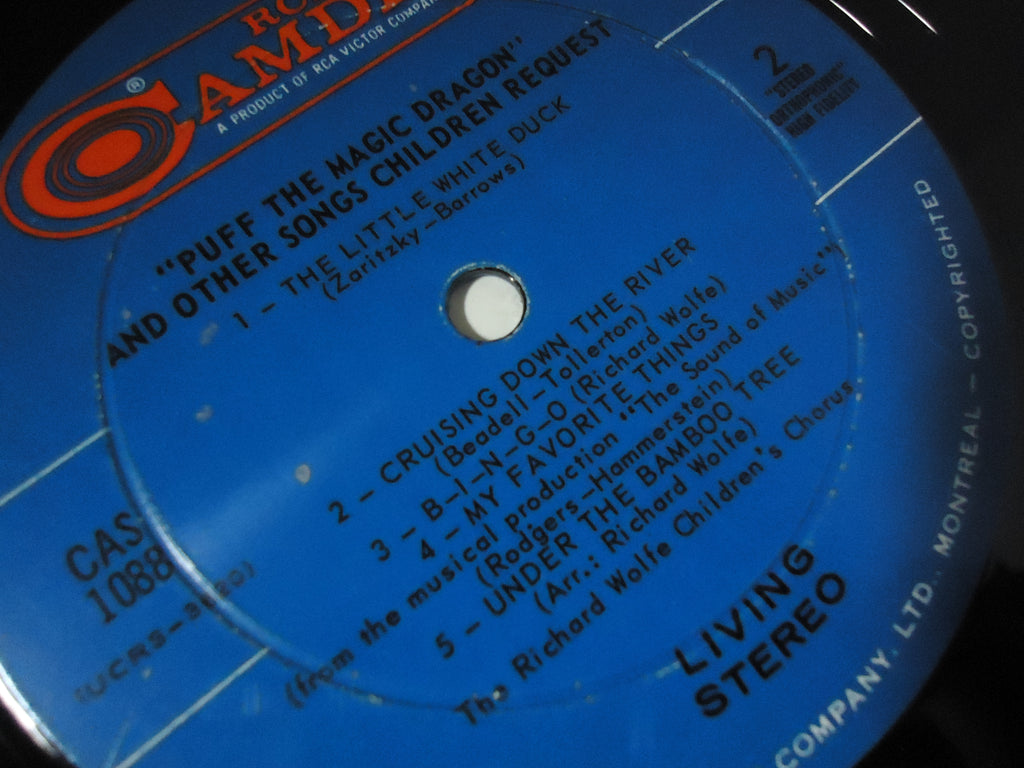 CAMD
®
A PRODUCT OF RCA VICTOR COMPAN
"PUFF THE MAGIC DRAGON"
AND OTHER SONGS CHILDREN REQUEST
2
"STEREO
ORTHOPHONIC"
HIGH FIDELITY
1 – THE LITTLE WHITE DUCK
(Zaritzky–Barrows)
2 – CRUISING DOWN THE RIVER
(Beadell–Tollerton)
3 – B-I-N-G-O (Richard Wolfe)
4 – MY FAVORITE THINGS
(from the musical production "The Sound of Music")
(Rodgers–Hammerstein)
5 – UNDER THE BAMBOO TREE
(Arr.: Richard Wolfe)
The Richard Wolfe Children's Chorus
CAS
1088
LIVING
STEREO
COMPANY, LTD., MONTREAL – COPYRIGHTED